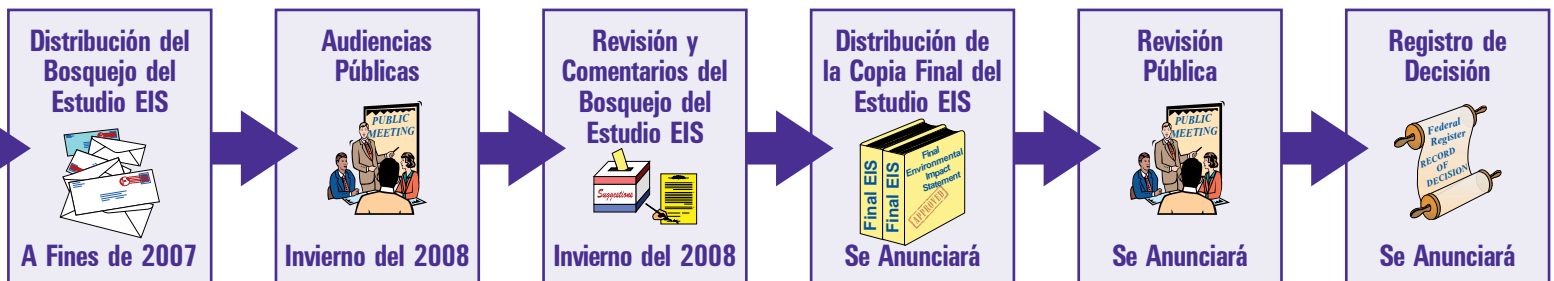 Distribución del
Bosquejo del
Estudio EIS
A Fines de 2007
Audiencias
Públicas
PUBLIC
MEETING
Invierno del 2008
Revisión y
Comentarios del
Bosquejo del
Estudio EIS
Suggestions
Invierno del 2008
Distribución de
la Copia Final del
Estudio EIS
Final EIS
Final EIS
Final
Environmental
Impact
Statement
APPROVED
Se Anunciará
Revisión
Pública
PUBLIC
MEETING
Se Anunciará
Registro de
Decisión
Federal
Register
RECORD
OF
DECISION
Se Anunciará